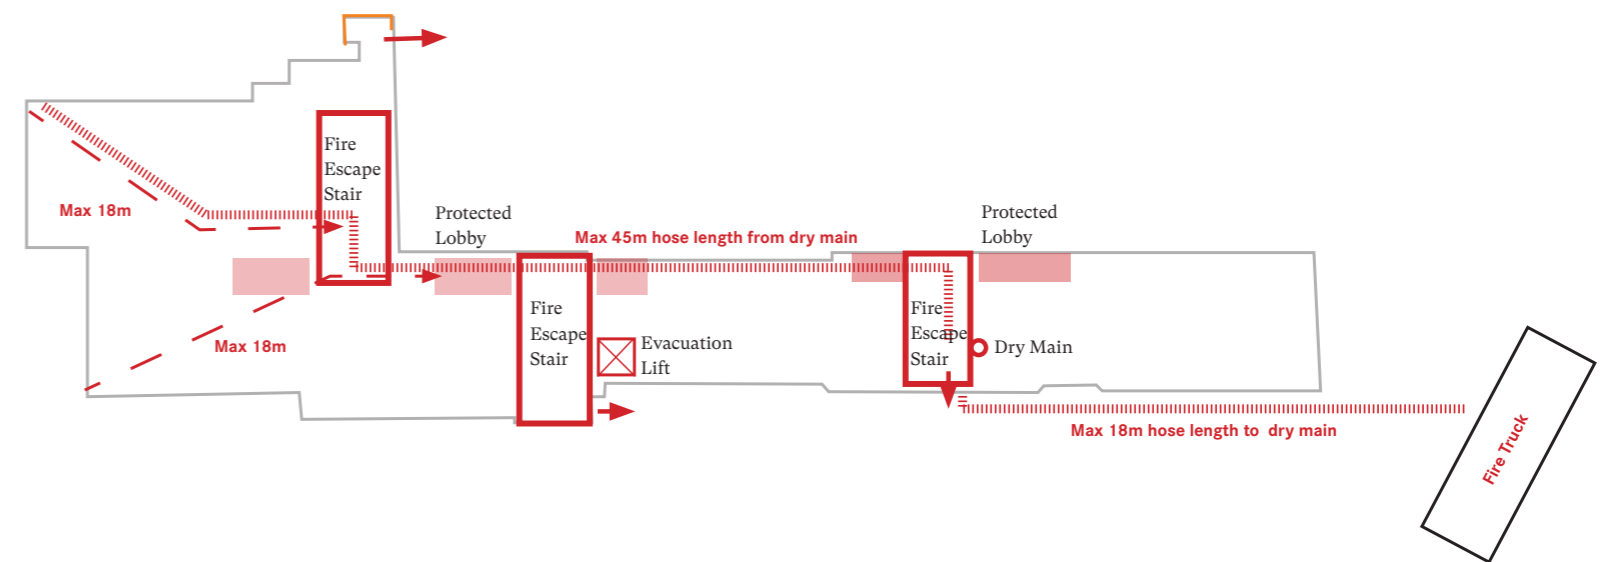 Fire
Escape
Stair
Max 18m
Protected
Lobby
Max 45m hose length from dry main
Protected
Lobby
Fire
Escape
Stair
Evacuation
Lift
Fire
Escape
Stair
Dry Main
Max 18m
Max 18m hose length to dry main
Fire Truck